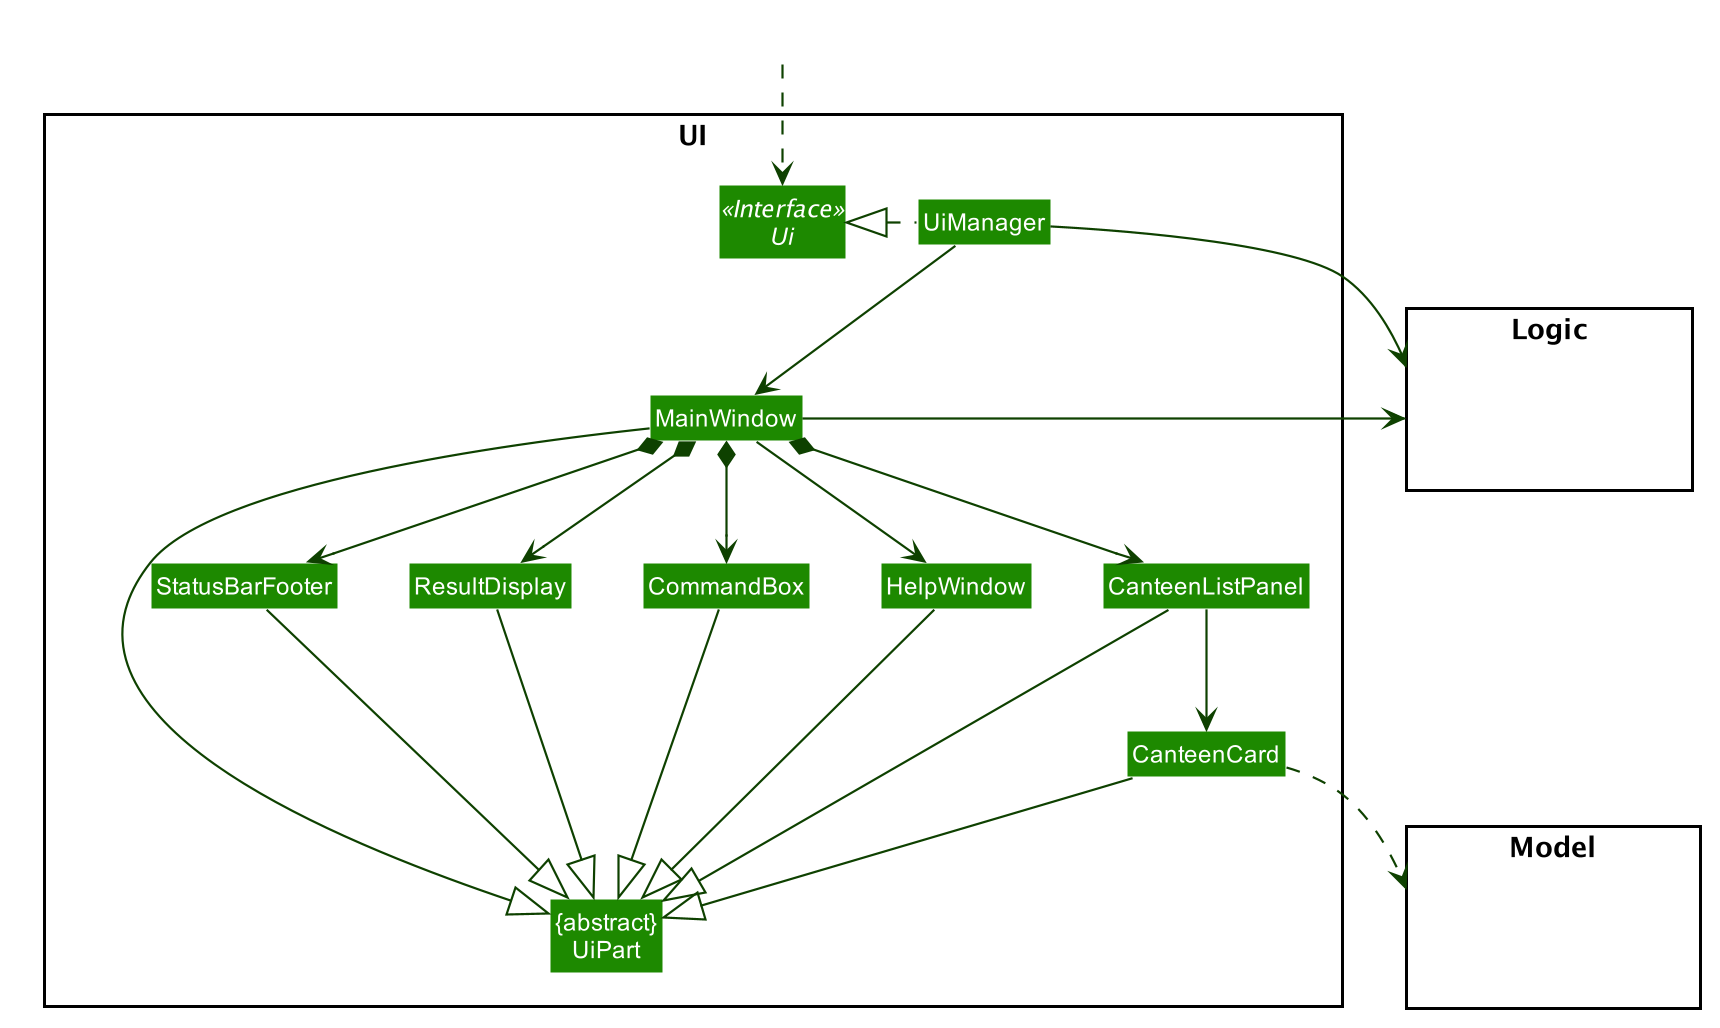 UI
«Interface»
Ui
UiManager
Logic
MainWindow
StatusBarFooter
ResultDisplay
CommandBox
HelpWindow
CanteenListPanel
CanteenCard
Model
{abstract}
UiPart